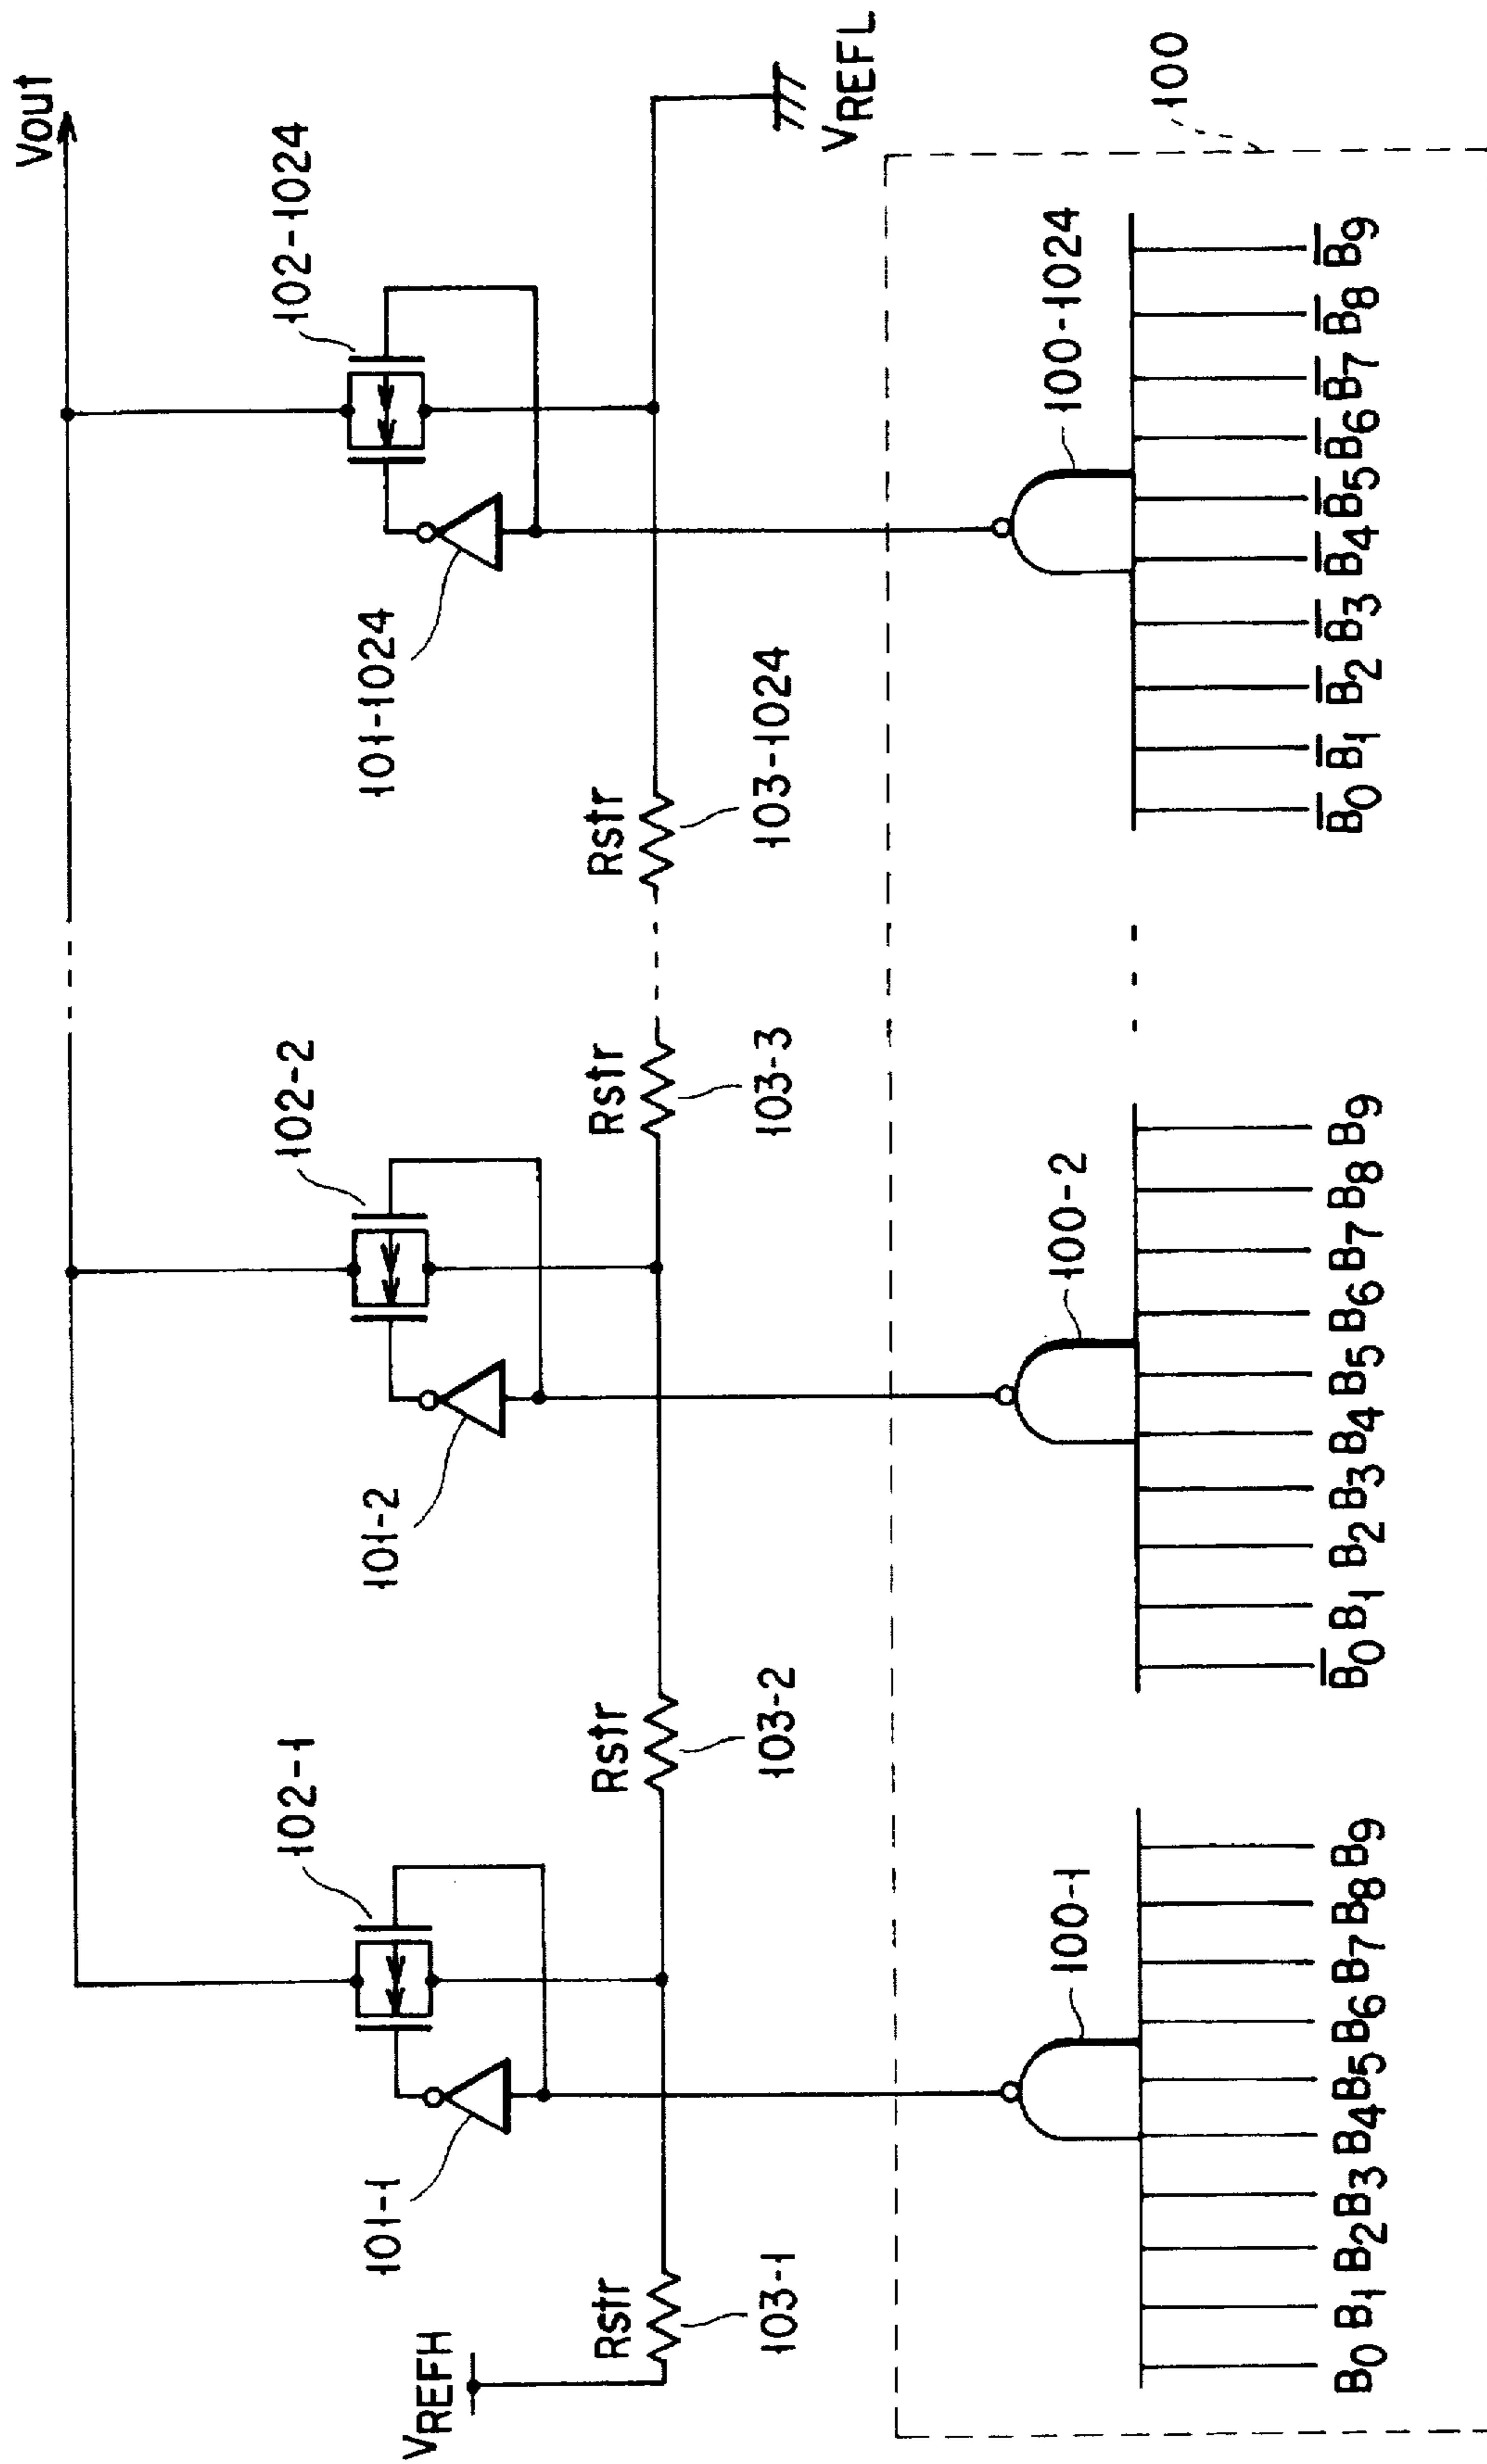 Vout
102-1
102-2
102-1024
101-1
101-2
101-1024
VREFH
Rstr
Rstr
Rstr
Rstr
103-1
103-2
103-3
103-1024
VREFL
100
100-1
100-2
100-1024
B0 B1 B2 B3 B4 B5 B6 B7 B8 B9
B̅0 B1 B2 B3 B4 B5 B6 B7 B8 B9
B̅0 B̅1 B̅2 B̅3 B̅4 B̅5 B̅6 B̅7 B̅8 B̅9